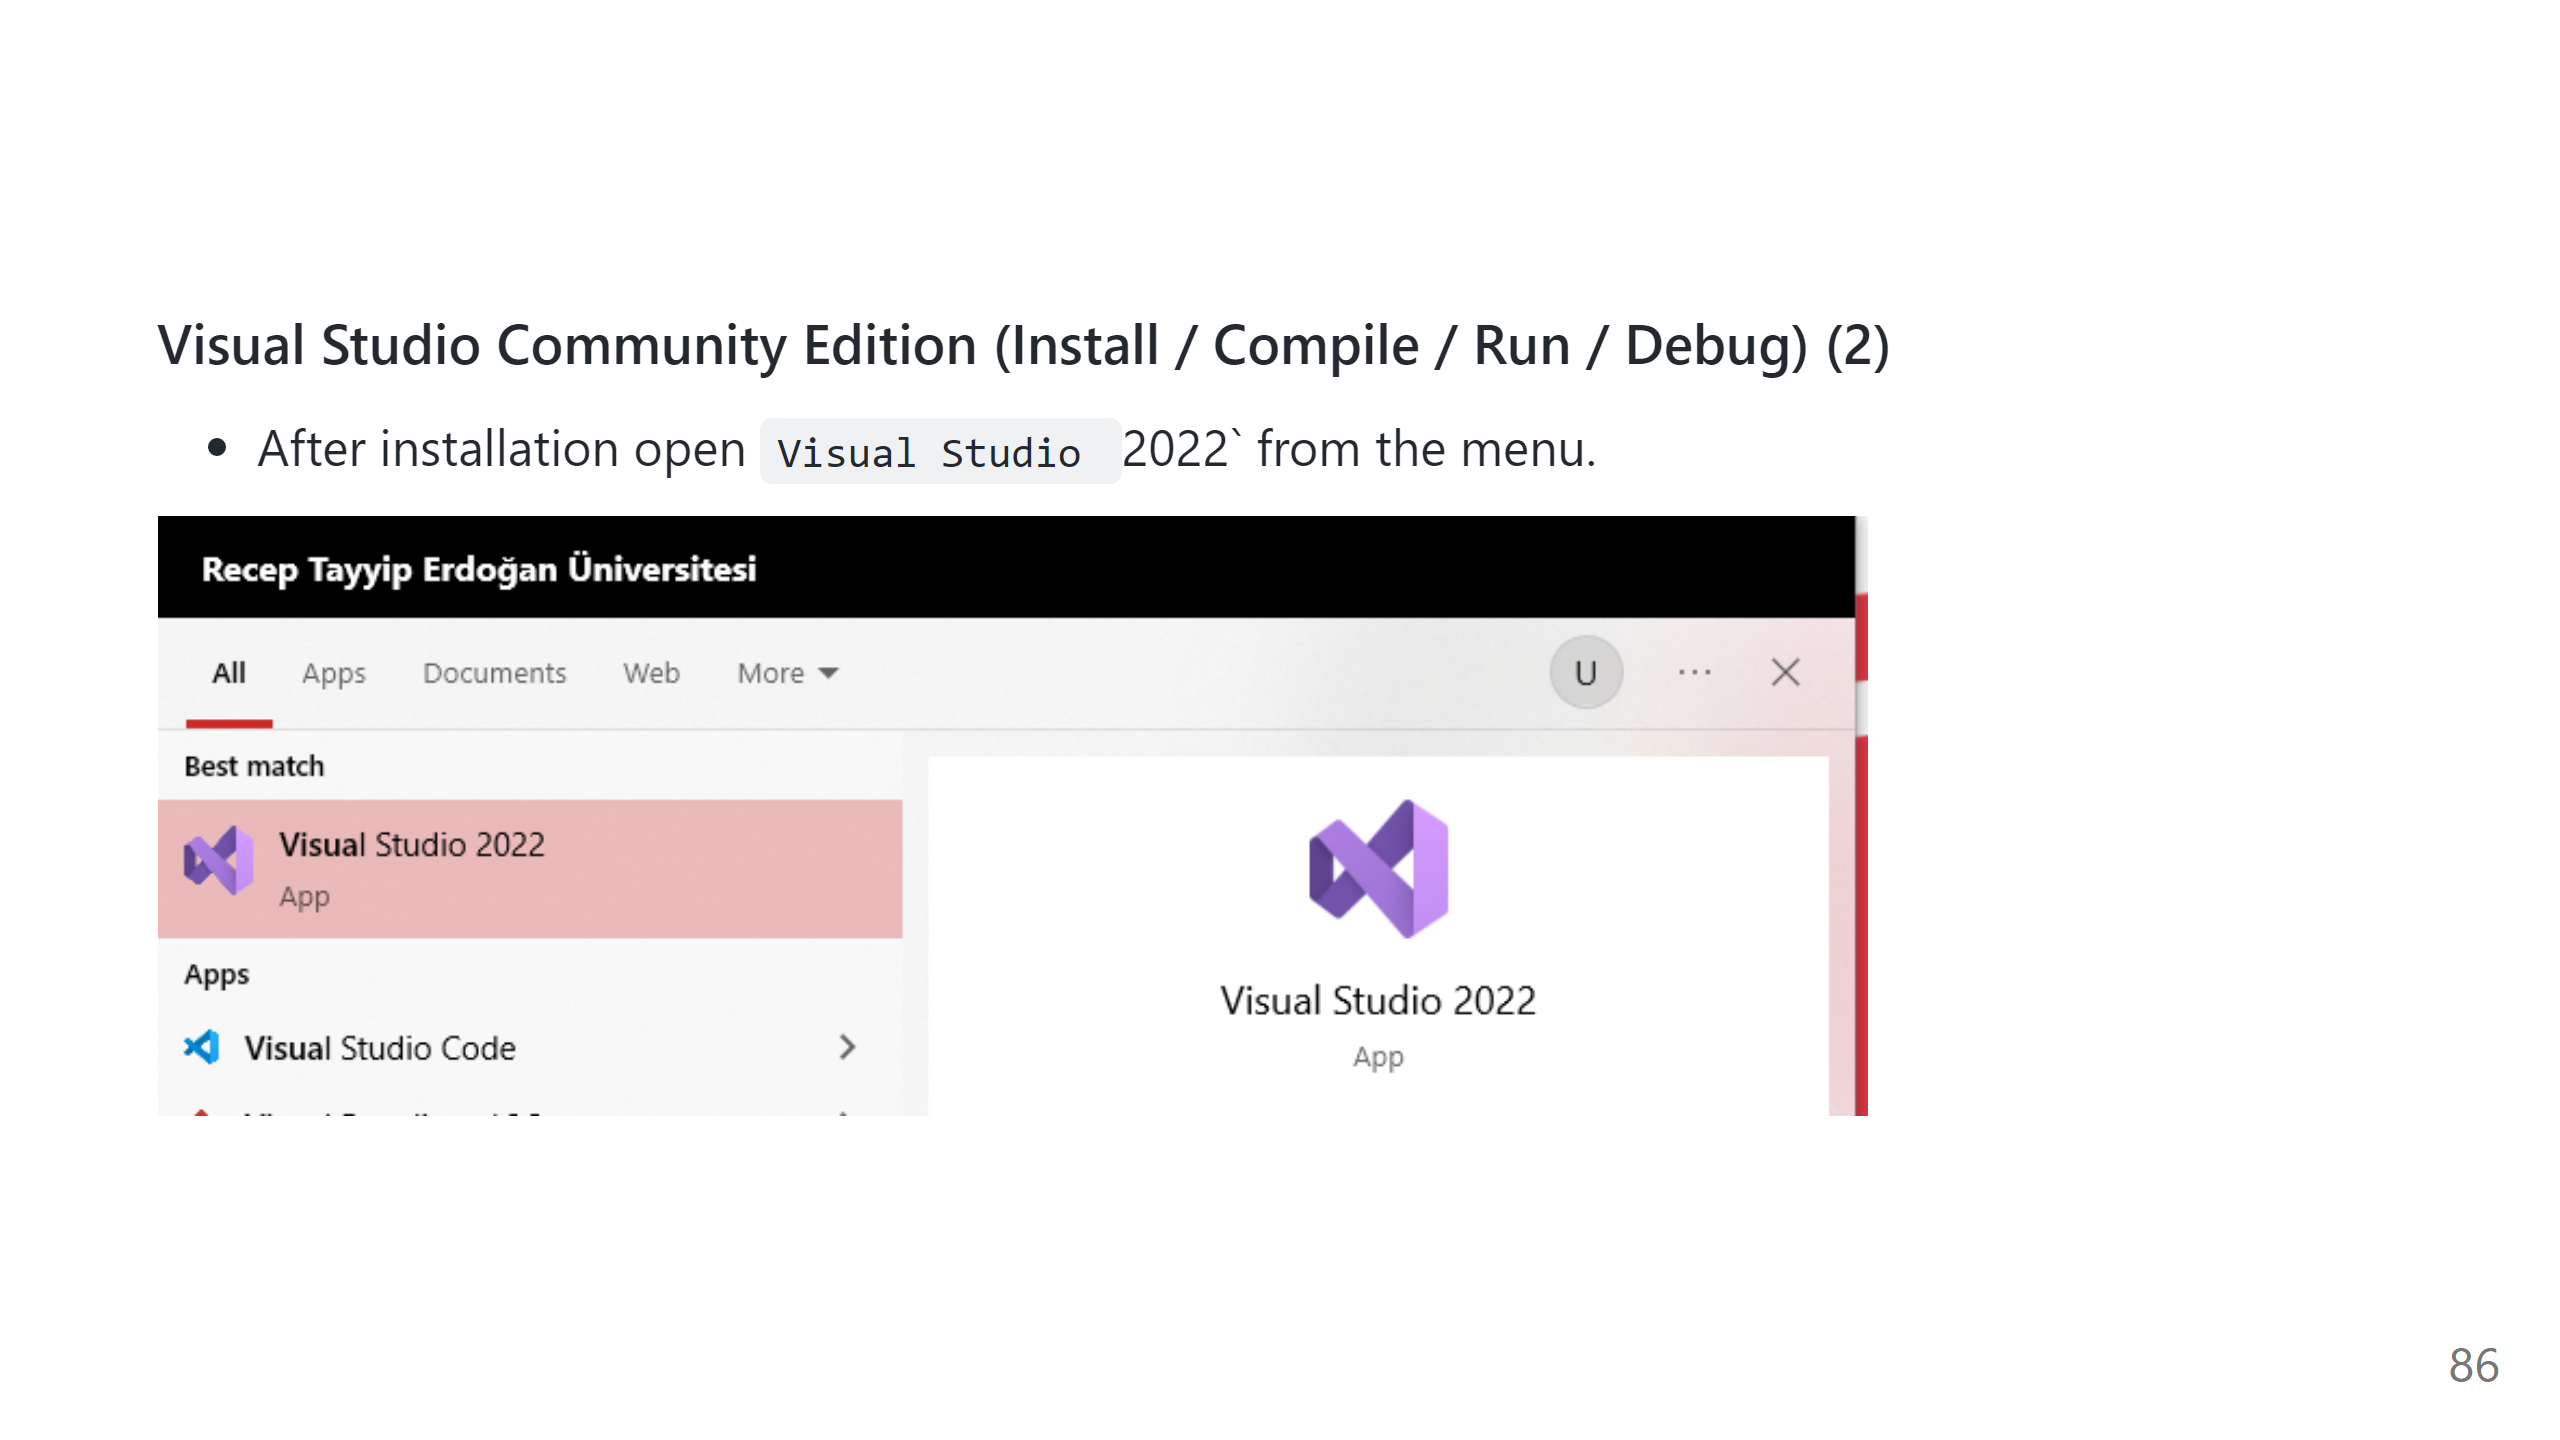 Visual Studio Community Edition (Install / Compile / Run / Debug) (2)
• After installation open Visual Studio 2022` from the menu.
Recep Tayyip Erdoğan Üniversitesi
All Apps Documents Web More U ... 
Best match
Visual Studio 2022
App
Apps
Visual Studio Code
Visual Studio 2022
App
86